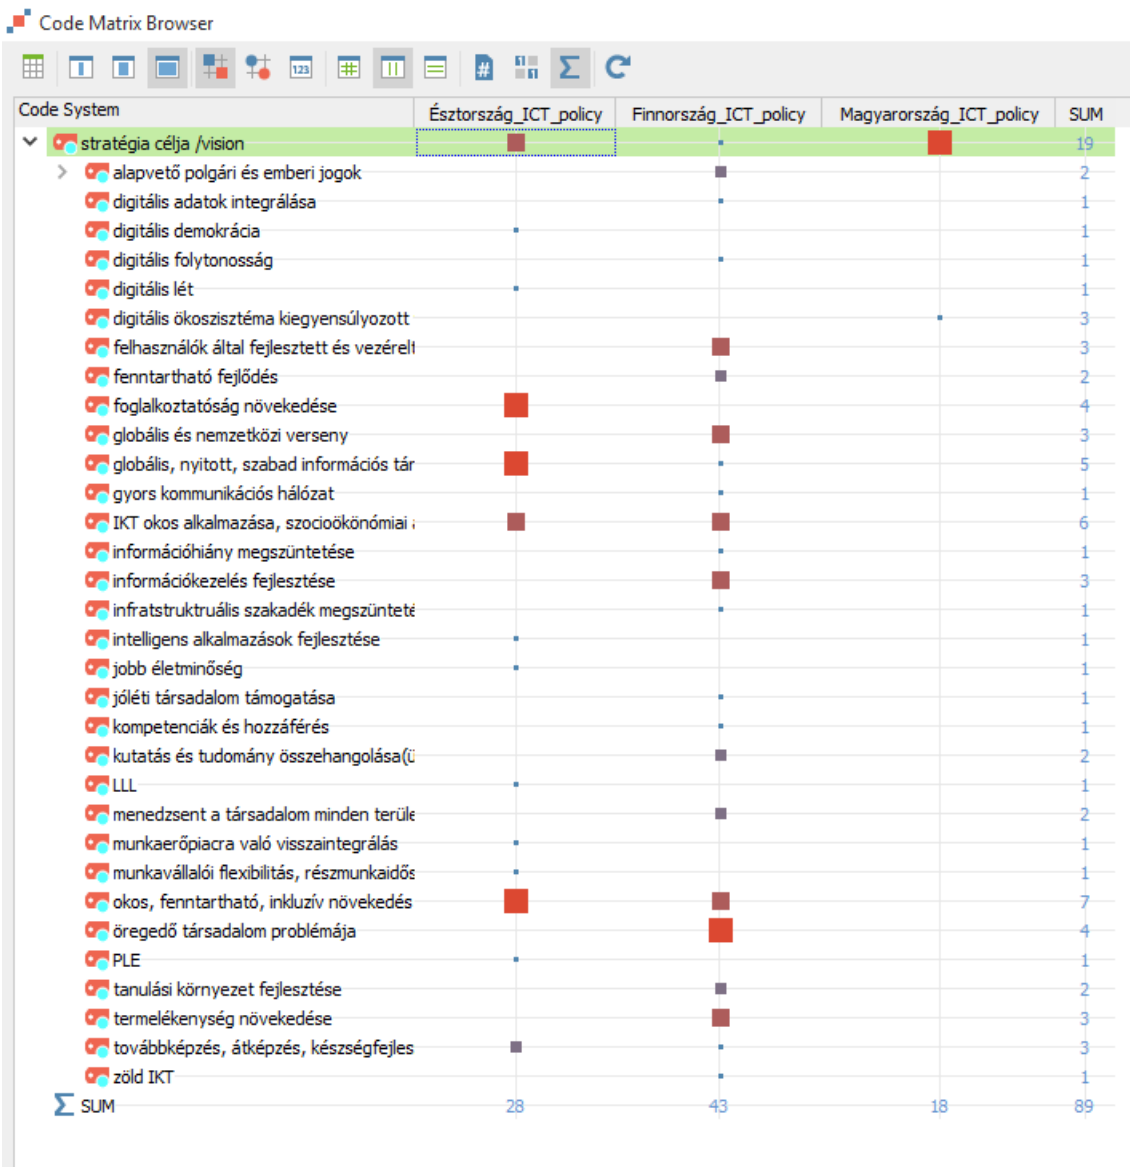 Code Matrix Browser
Code System Észtország_ICT_policy Finnország_ICT_policy Magyarország_ICT_policy SUM
stratégia célja /vision 19
alapvető polgári és emberi jogok 2
digitális adatok integrálása 1
digitális demokrácia 1
digitális folytonosság 1
digitális lét 1
digitális ökoszisztéma kiegyensúlyozott 3
felhasználók által fejlesztett és vezérelt 3
fenntartható fejlődés 2
foglalkoztatóság növekedése 4
globális és nemzetközi verseny 3
globális, nyitott, szabad információs tár 5
gyors kommunikációs hálózat 1
IKT okos alkalmazása, szocioökönómiai 6
információhiány megszüntetése 1
információkezelés fejlesztése 3
infratstruktruális szakadék megszünteté 1
intelligens alkalmazások fejlesztése 1
jobb életminőség 1
jóléti társadalom támogatása 1
kompetenciák és hozzáférés 1
kutatás és tudomány összehangolása(ü 2
LLL 1
menedzsent a társadalom minden terüle 2
munkaerőpiacra való visszaintegrálás 1
munkavállalói flexibilitás, részmunkaidős 1
okos, fenntartható, inkluzív növekedés 7
öregedő társadalom problémája 4
PLE 1
tanulási környezet fejlesztése 2
termelékenység növekedése 3
továbbképzés, átképzés, készségfejles 3
zöld IKT 1
Σ SUM 28 43 18 89